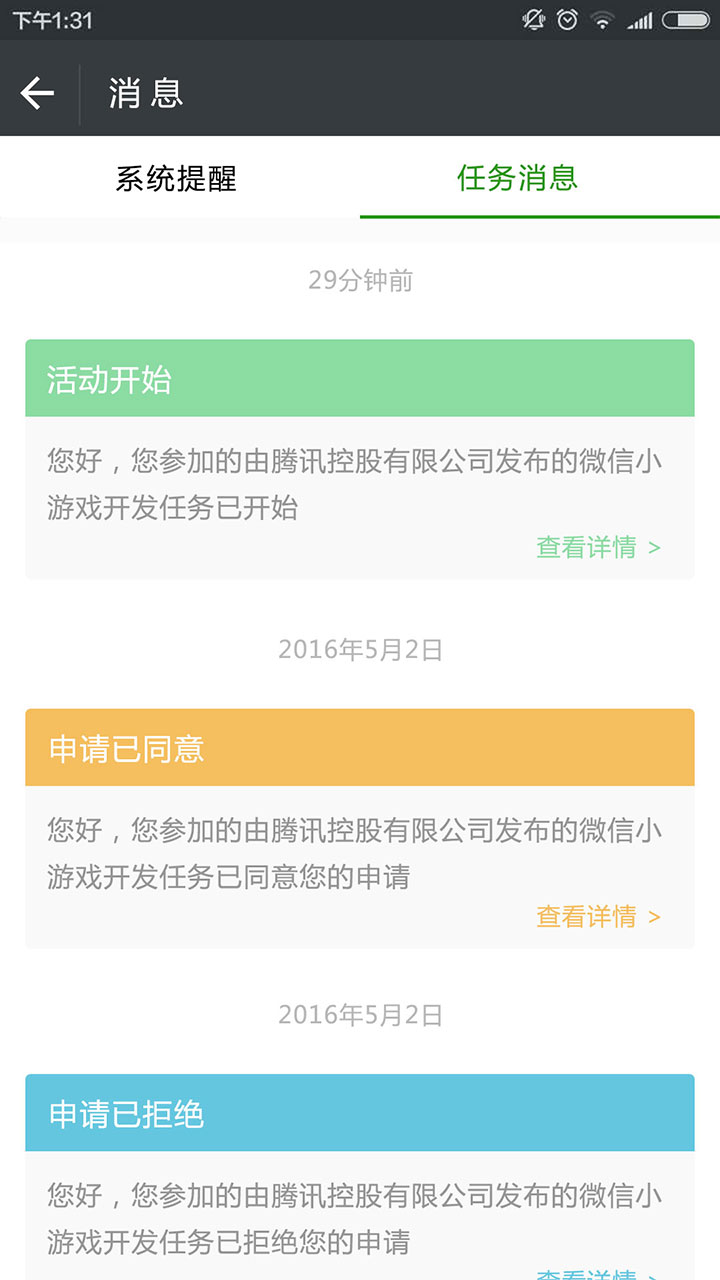 下午1:31
消息
系统提醒
任务消息
29分钟前
活动开始
您好，您参加的由腾讯控股有限公司发布的微信小
游戏开发任务已开始
查看详情 >
2016年5月2日
申请已同意
您好，您参加的由腾讯控股有限公司发布的微信小
游戏开发任务已同意您的申请
查看详情 >
2016年5月2日
申请已拒绝
您好，您参加的由腾讯控股有限公司发布的微信小
游戏开发任务已拒绝您的申请
查看详情 >